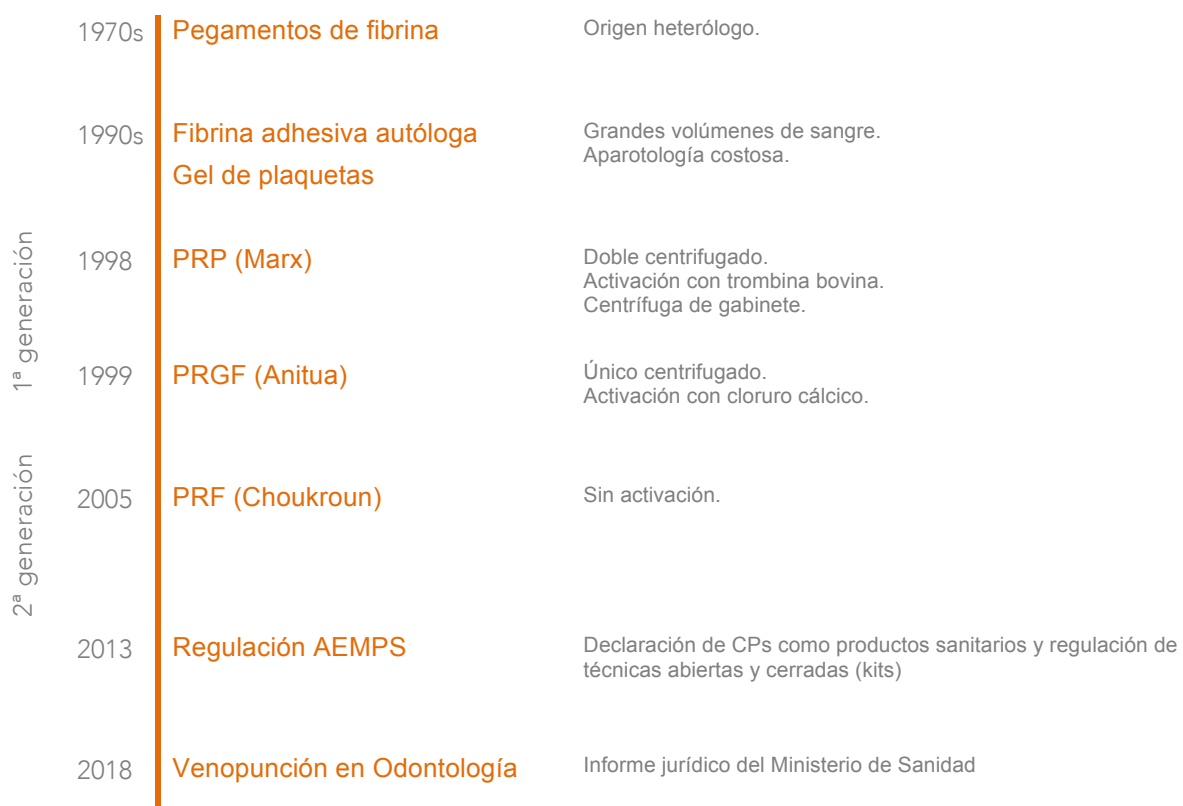 1970s Pegamentos de fibrina Origen heterólogo.
1990s Fibrina adhesiva autóloga Grandes volúmenes de sangre.
Aparotología costosa.
Gel de plaquetas
1ª generación
1998 PRP (Marx) Doble centrifugado.
Activación con trombina bovina.
Centrífuga de gabinete.
1999 PRGF (Anitua) Único centrifugado.
Activación con cloruro cálcico.
2ª generación
2005 PRF (Choukroun) Sin activación.
2013 Regulación AEMPS Declaración de CPs como productos sanitarios y regulación de
técnicas abiertas y cerradas (kits)
2018 Venopunción en Odontología Informe jurídico del Ministerio de Sanidad